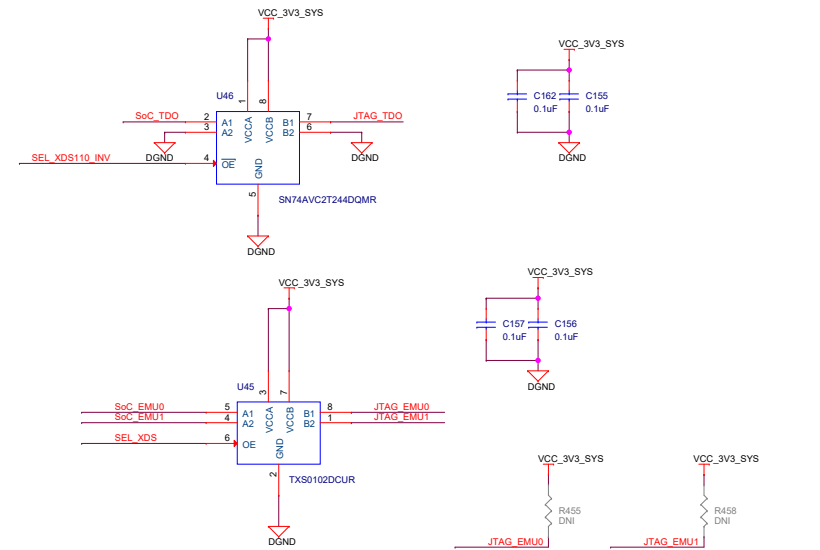 VCC_3V3_SYS
U46
1
8
SoC_TDO
2
3
A1
A2
VCCA
VCCB
B1
B2
7
6
JTAG_TDO
DGND
DGND
SEL_XDS110_INV
4
OE
GND
5
SN74AVC2T244DQMR
DGND
VCC_3V3_SYS
C162
0.1uF
C155
0.1uF
DGND
VCC_3V3_SYS
U45
3
7
SoC_EMU0
SoC_EMU1
5
4
A1
A2
VCCA
VCCB
B1
B2
8
1
JTAG_EMU0
JTAG_EMU1
SEL_XDS
6
OE
GND
2
TXS0102DCUR
DGND
VCC_3V3_SYS
C157
0.1uF
C156
0.1uF
DGND
VCC_3V3_SYS
R455
DNI
JTAG_EMU0
VCC_3V3_SYS
R458
DNI
JTAG_EMU1